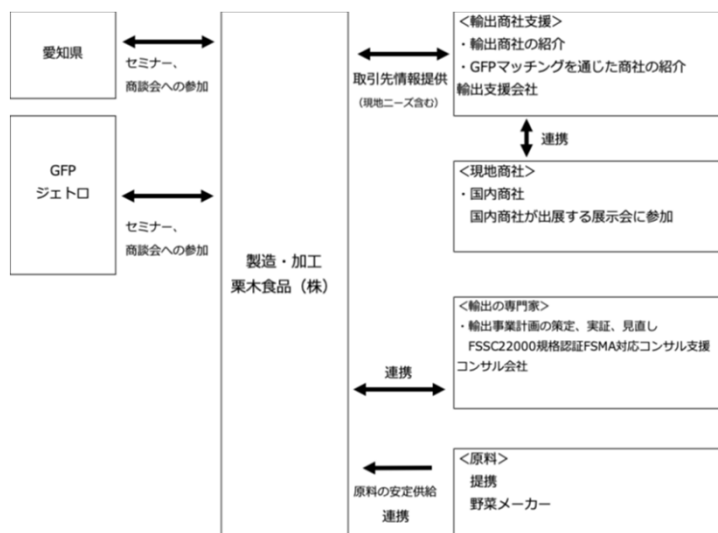 愛知県
セミナー、
商談会への参加
GFP
ジェトロ
セミナー、
商談会への参加
製造・加工
栗木食品（株）
取引先情報提供
（現地ニーズ含む）
＜輸出商社支援＞
・輸出商社の紹介
・GFPマッチングを通じた商社の紹介
輸出支援会社
連携
＜現地商社＞
・国内商社
国内商社が出展する展示会に参加
連携
＜輸出の専門家＞
・輸出事業計画の策定、実証、見直し
FSSC22000規格認証FSMA対応コンサル支援
コンサル会社
原料の安定供給
連携
＜原料＞
提携
野菜メーカー